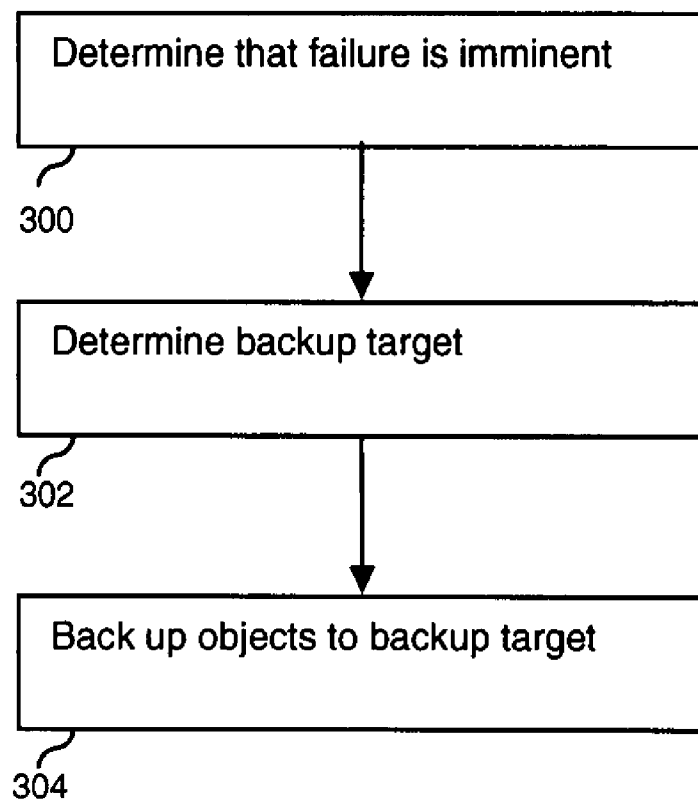 Determine that failure is imminent
300
Determine backup target
302
Back up objects to backup target
304